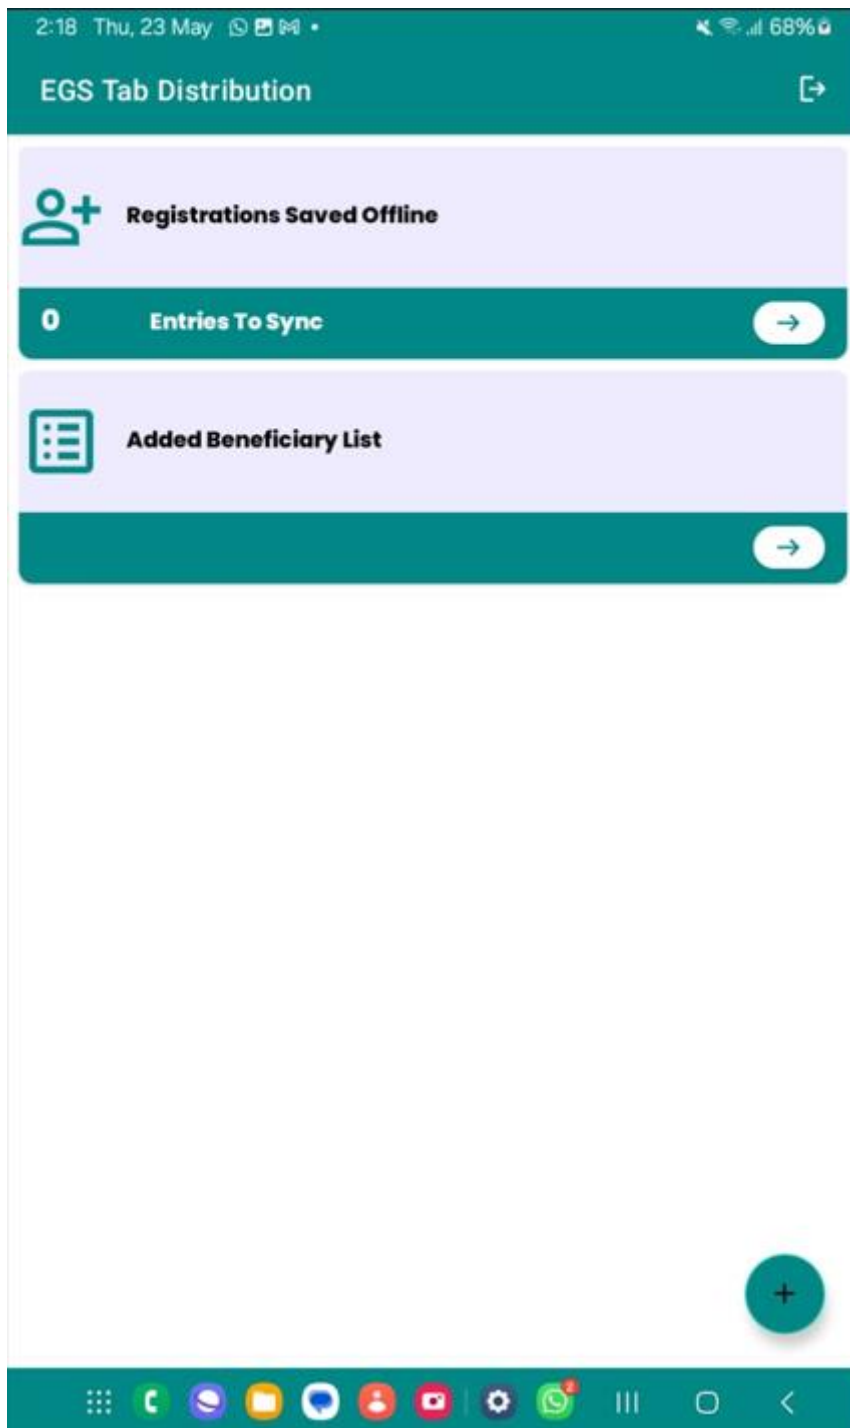 2:18 Thu, 23 May
68%
EGS Tab Distribution
Registrations Saved Offline
0 Entries To Sync
Added Beneficiary List
2